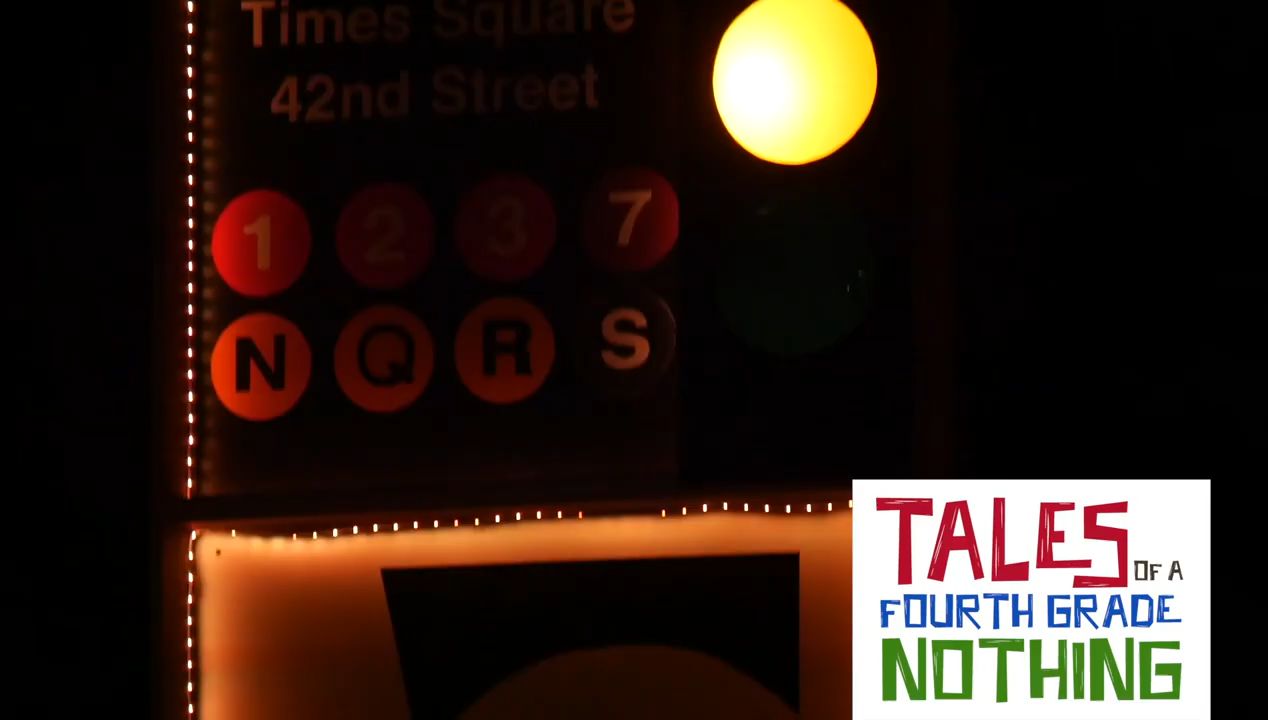 Times Square
42nd Street
1 2 3 7
N Q R S
TALES OF A
FOURTH GRADE
NOTHING